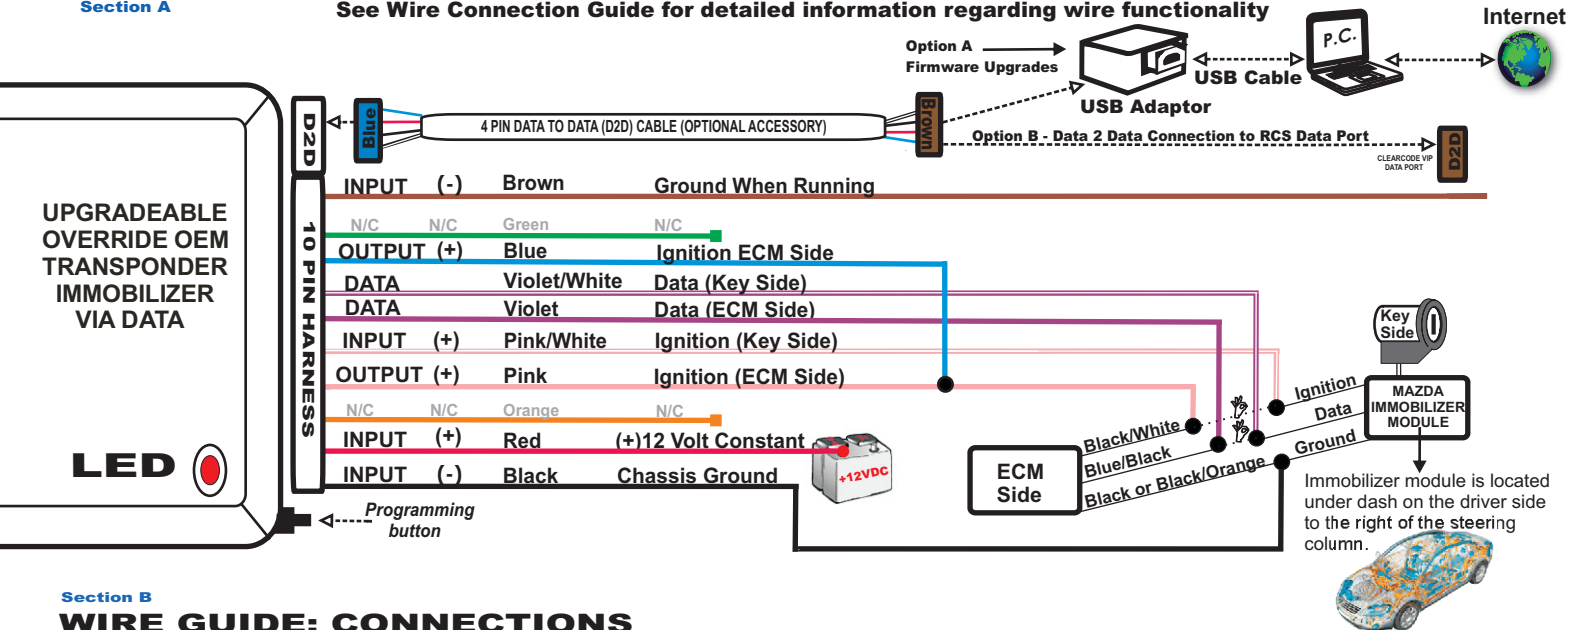 Section A
See Wire Connection Guide for detailed information regarding wire functionality
Internet
Option A
Firmware Upgrades
P.C.
USB Cable
USB Adaptor
D2D
Blue
4 PIN DATA TO DATA (D2D) CABLE (OPTIONAL ACCESSORY)
Brown
Option B - Data 2 Data Connection to RCS Data Port
CLEARCODE VIP
DATA PORT
D2D
UPGRADEABLE
OVERRIDE OEM
TRANSPONDER
IMMOBILIZER
VIA DATA
LED
10 PIN HARNESS
INPUT (-) Brown Ground When Running
N/C N/C Green N/C
OUTPUT (+) Blue Ignition ECM Side
DATA Violet/White Data (Key Side)
DATA Violet Data (ECM Side)
INPUT (+) Pink/White Ignition (Key Side)
OUTPUT (+) Pink Ignition (ECM Side)
N/C N/C Orange N/C
INPUT (+) Red (+)12 Volt Constant
INPUT (-) Black Chassis Ground
+12VDC
Programming
button
Key
Side
Ignition
Data
Ground
MAZDA
IMMOBILIZER
MODULE
Black/White
Blue/Black
Black or Black/Orange
ECM
Side
Immobilizer module is located
under dash on the driver side
to the right of the steering
column.
Section B
WIRE GUIDE: CONNECTIONS